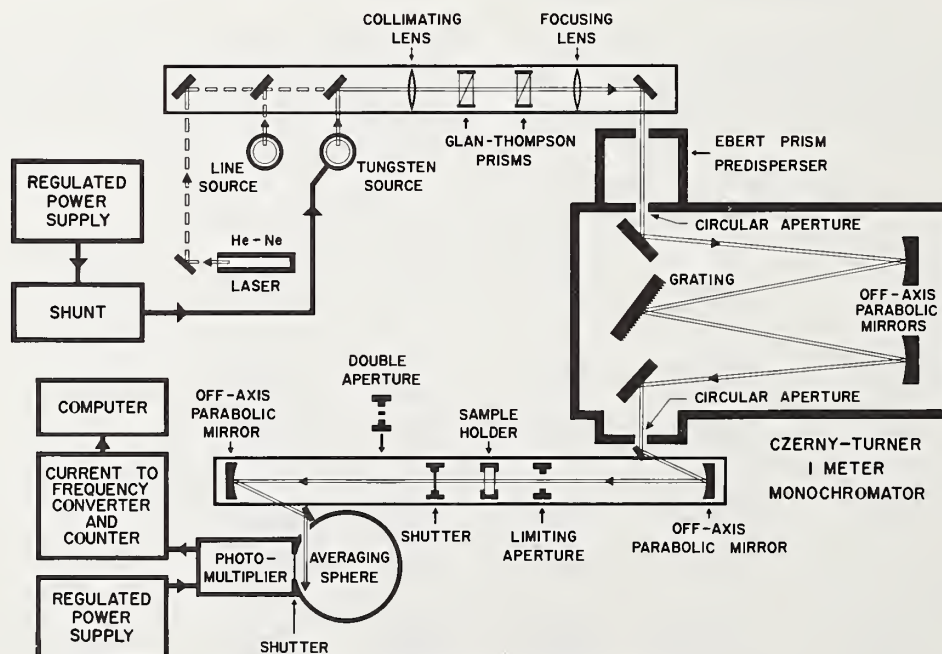 COLLIMATING
LENS
FOCUSING
LENS
GLAN-THOMPSON
PRISMS
EBERT PRISM
PREDISPERSER
LINE
SOURCE
TUNGSTEN
SOURCE
REGULATED
POWER
SUPPLY
CIRCULAR APERTURE
He-Ne
LASER
GRATING
SHUNT
OFF-AXIS
PARABOLIC
MIRRORS
DOUBLE
APERTURE
COMPUTER
OFF-AXIS
PARABOLIC
MIRROR
SAMPLE
HOLDER
CIRCULAR APERTURE
CZERNY-TURNER
1 METER
MONOCHROMATOR
CURRENT TO
FREQUENCY
CONVERTER
AND
COUNTER
SHUTTER
LIMITING
APERTURE
OFF-AXIS
PARABOLIC MIRROR
PHOTO-
MULTIPLIER
AVERAGING
SPHERE
REGULATED
POWER
SUPPLY
SHUTTER